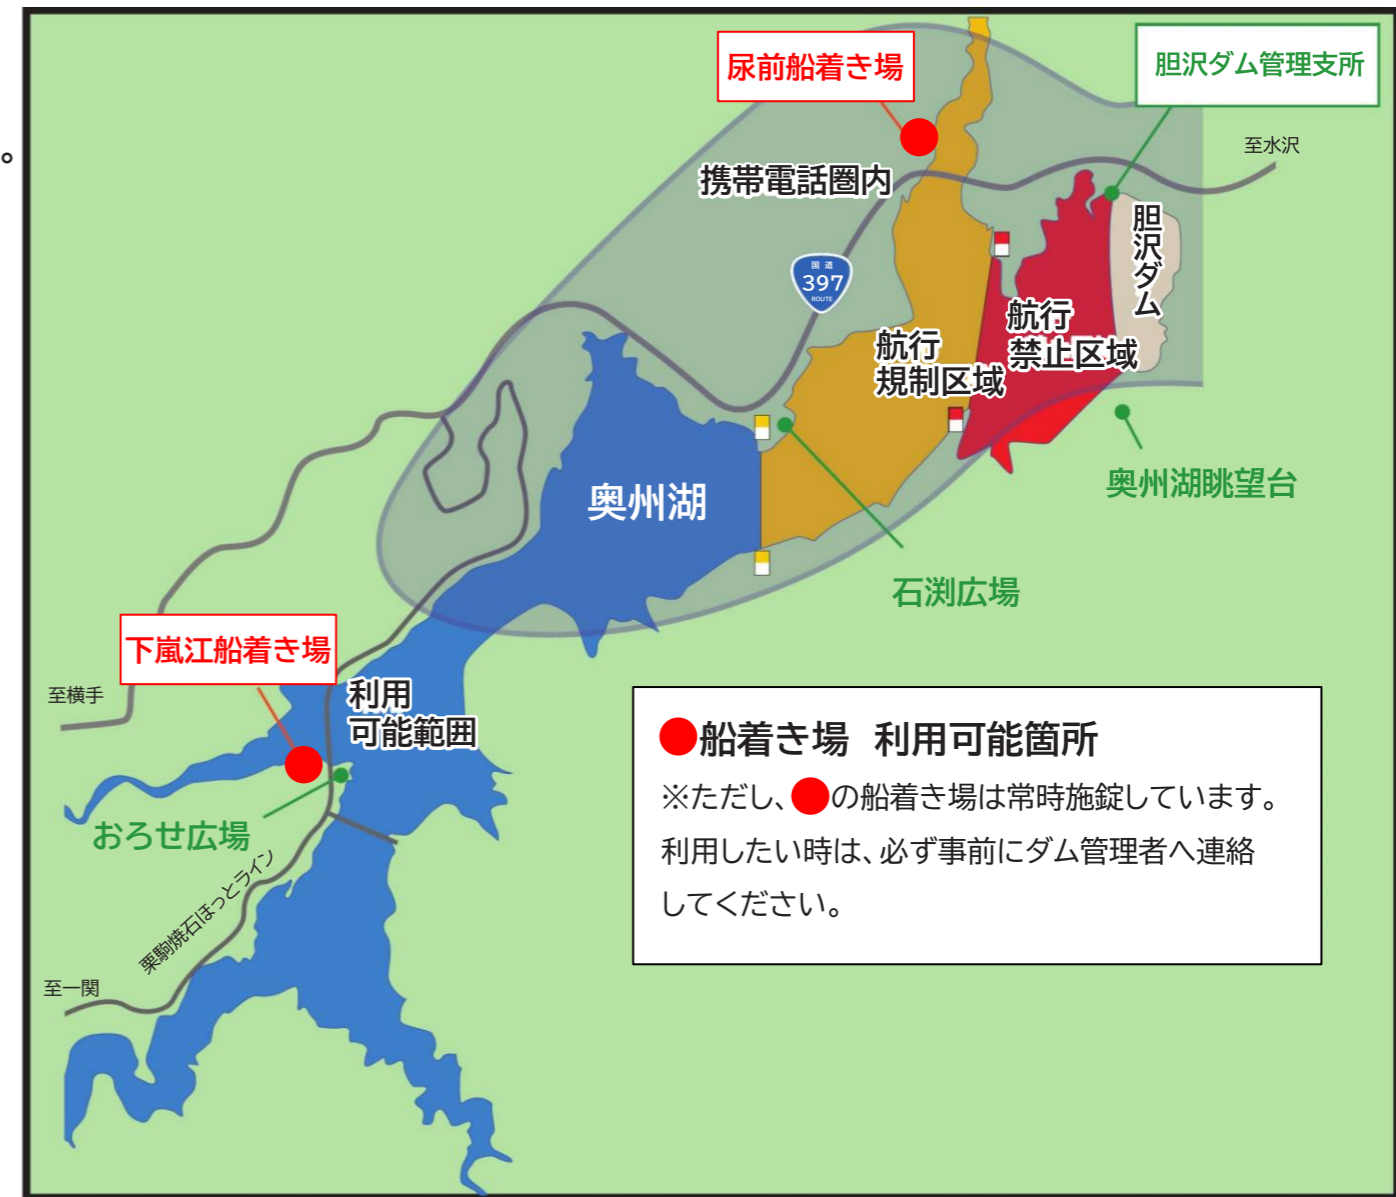 。
尿前船着き場
胆沢ダム管理支所
至水沢
携帯電話圏内
胆沢ダム
国道
397
ROUTE
航行
禁止区域
航行
規制区域
奥州湖
奥州湖眺望台
石渕広場
下嵐江船着き場
至横手
利用
可能範囲
おろせ広場
栗駒焼石ほっとライン
至一関
●船着き場 利用可能箇所
※ただし、●の船着き場は常時施錠しています。
利用したい時は、必ず事前にダム管理者へ連絡
してください。